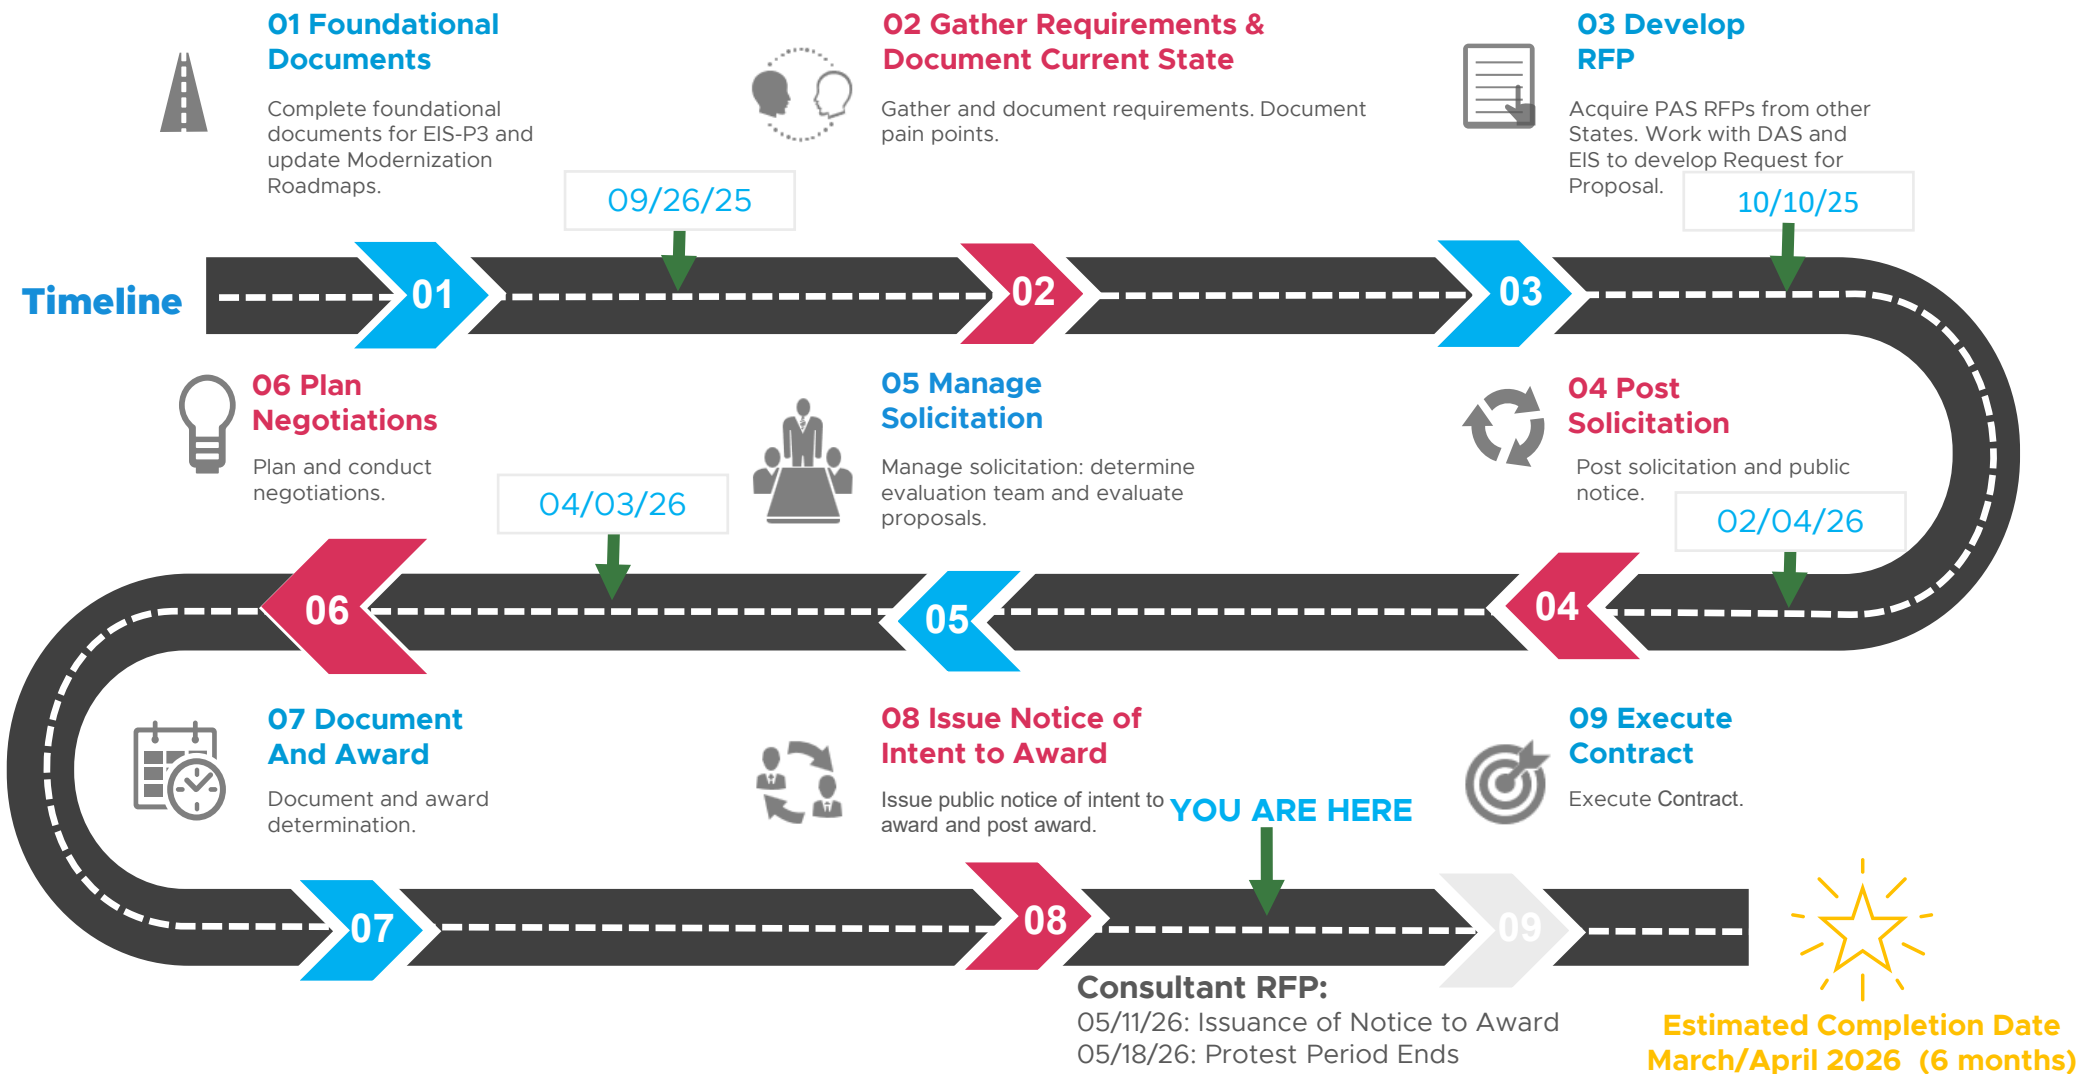 01 Foundational
Documents
Complete foundational
documents for EIS-P3 and
update Modernization
Roadmaps.
02 Gather Requirements &
Document Current State
Gather and document requirements. Document
pain points.
03 Develop
RFP
Acquire PAS RFPs from other
States. Work with DAS and
EIS to develop Request for
Proposal.
09/26/25
10/10/25
Timeline
01
02
03
06 Plan
Negotiations
Plan and conduct
negotiations.
05 Manage
Solicitation
Manage solicitation: determine
evaluation team and evaluate
proposals.
04 Post
Solicitation
Post solicitation and public
notice.
04/03/26
02/04/26
06
05
04
07 Document
And Award
Document and award
determination.
08 Issue Notice of
Intent to Award
Issue public notice of intent to
award and post award.
YOU ARE HERE
09 Execute
Contract
Execute Contract.
07
08
09
Consultant RFP:
05/11/26: Issuance of Notice to Award
05/18/26: Protest Period Ends
Estimated Completion Date
March/April 2026 (6 months)